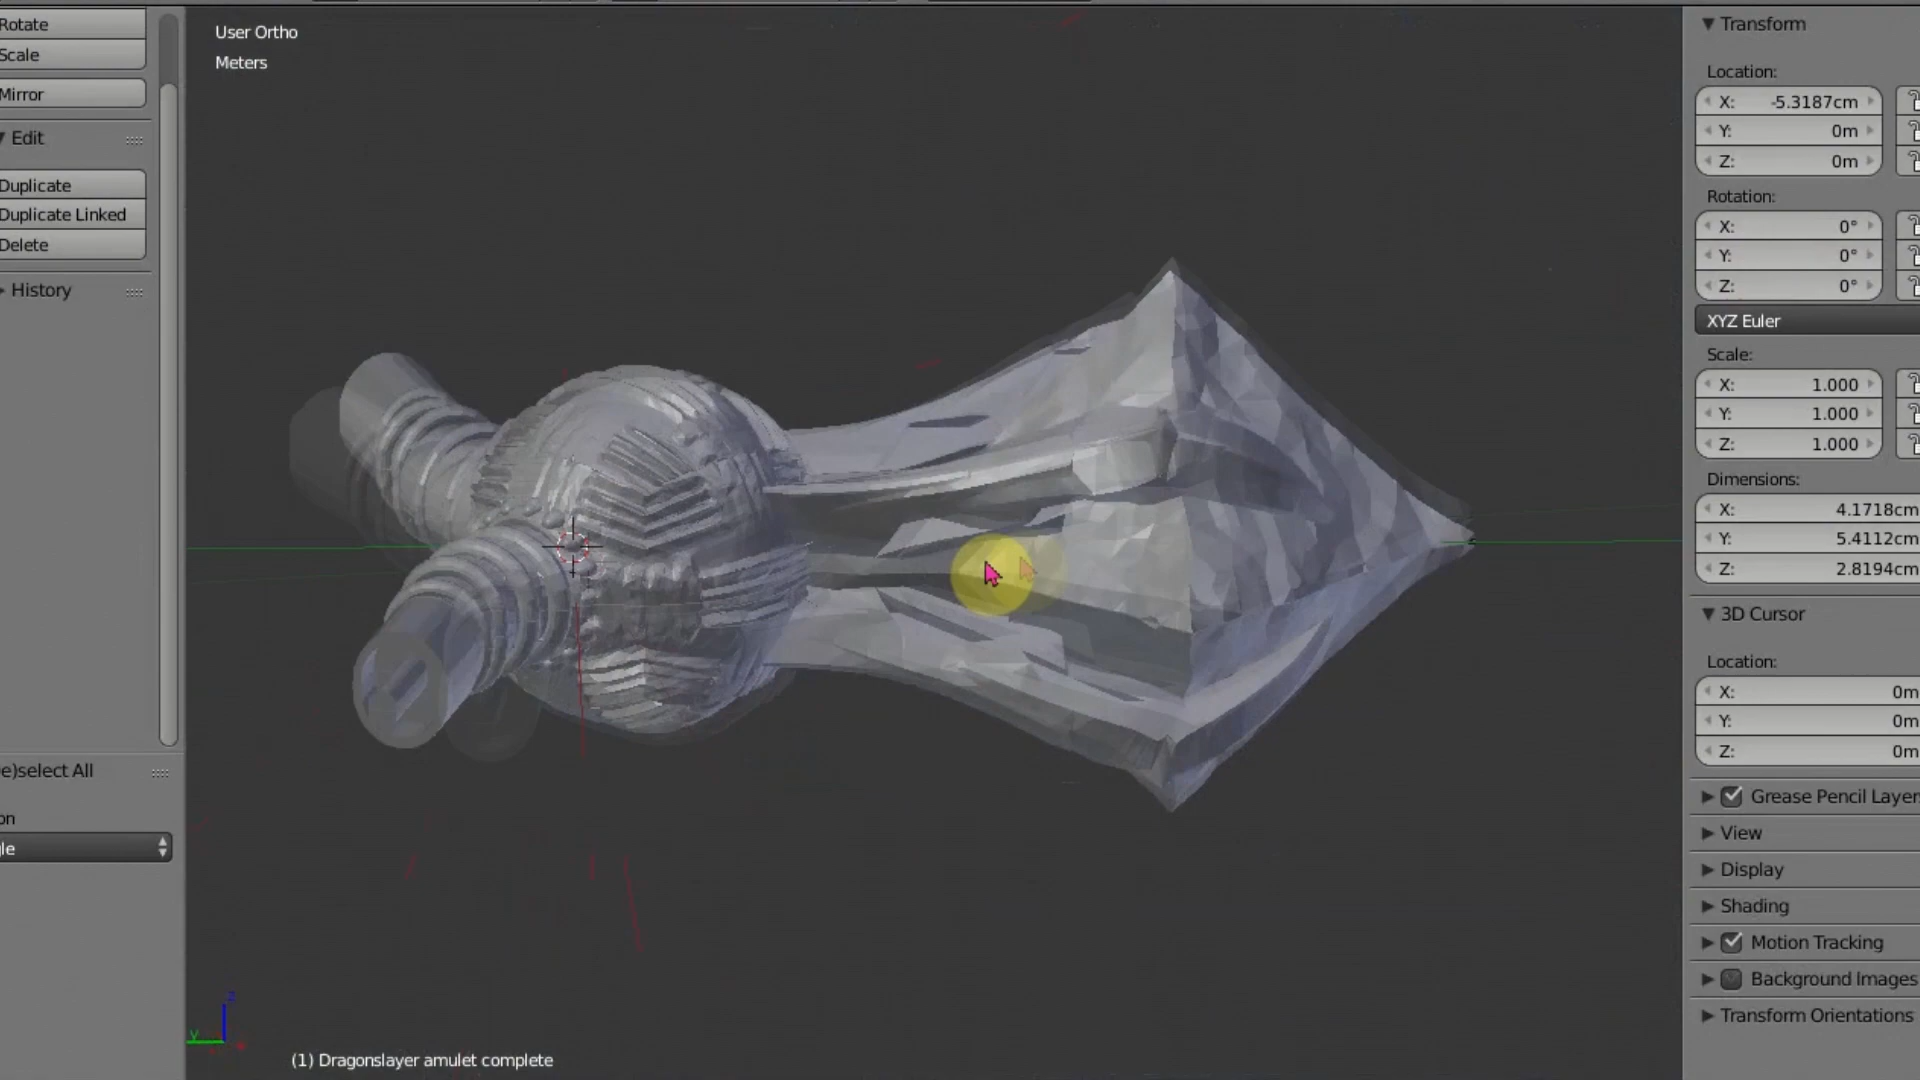 Rotate
Scale
Mirror
Edit
Duplicate
Duplicate Linked
Delete
History
e)select All
on
le
User Ortho
Meters
z
y
(1) Dragonslayer amulet complete
Transform
Location:
X: -5.3187cm
Y: 0m
Z: 0m
Rotation:
X: 0°
Y: 0°
Z: 0°
XYZ Euler
Scale:
X: 1.000
Y: 1.000
Z: 1.000
Dimensions:
X: 4.1718cm
Y: 5.4112cm
Z: 2.8194cm
3D Cursor
Location:
X: 0m
Y: 0m
Z: 0m
Grease Pencil Layer
View
Display
Shading
Motion Tracking
Background Images
Transform Orientations